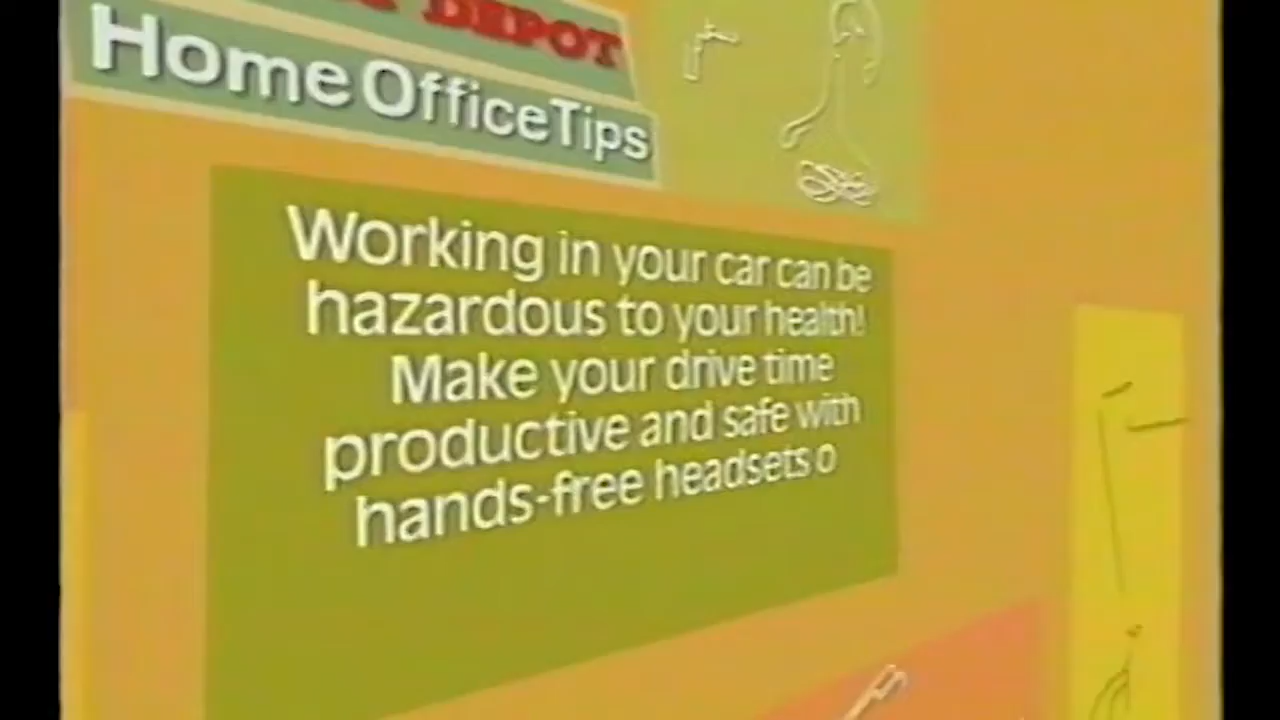 DEPOT
Home Office Tips
Working in your car can be
hazardous to your health!
Make your drive time
productive and safe with
hands-free headsets o